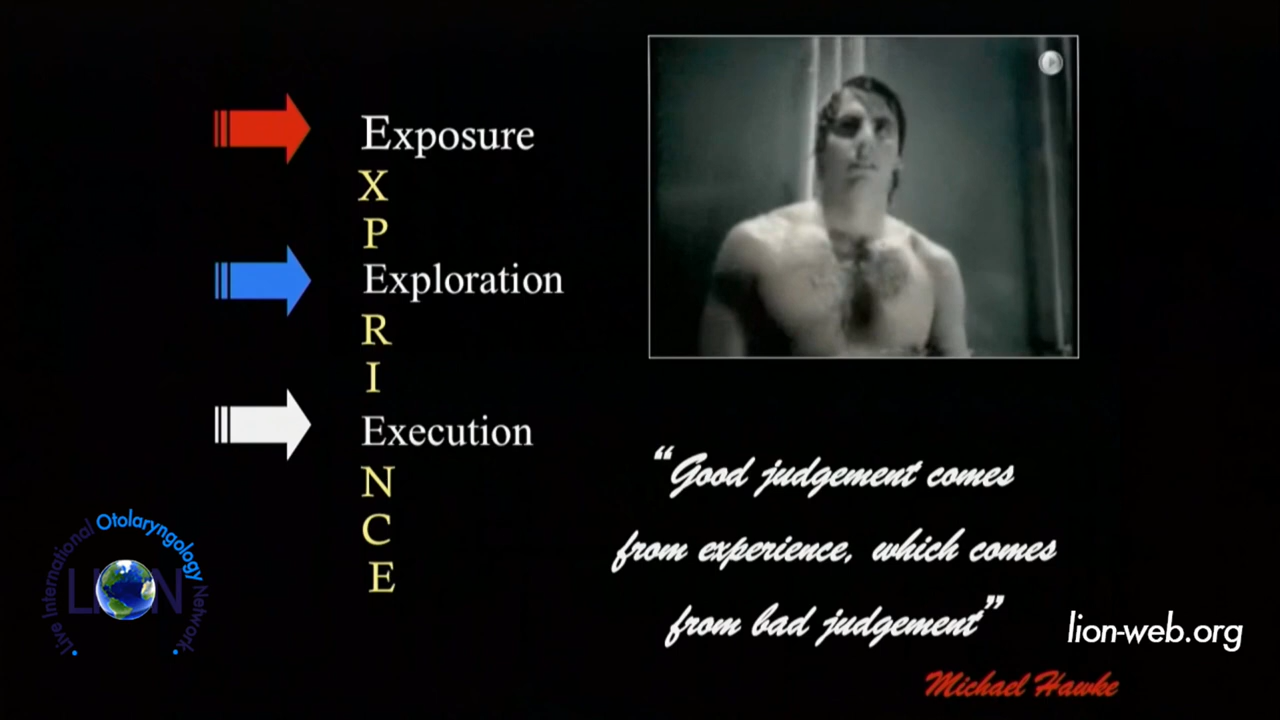 Exposure
X
P
Exploration
R
I
Execution
N
C
E
“Good judgement comes
from experience, which comes
from bad judgement”
Michael Hawke
Live International Otolaryngology Network
LION
lion-web.org